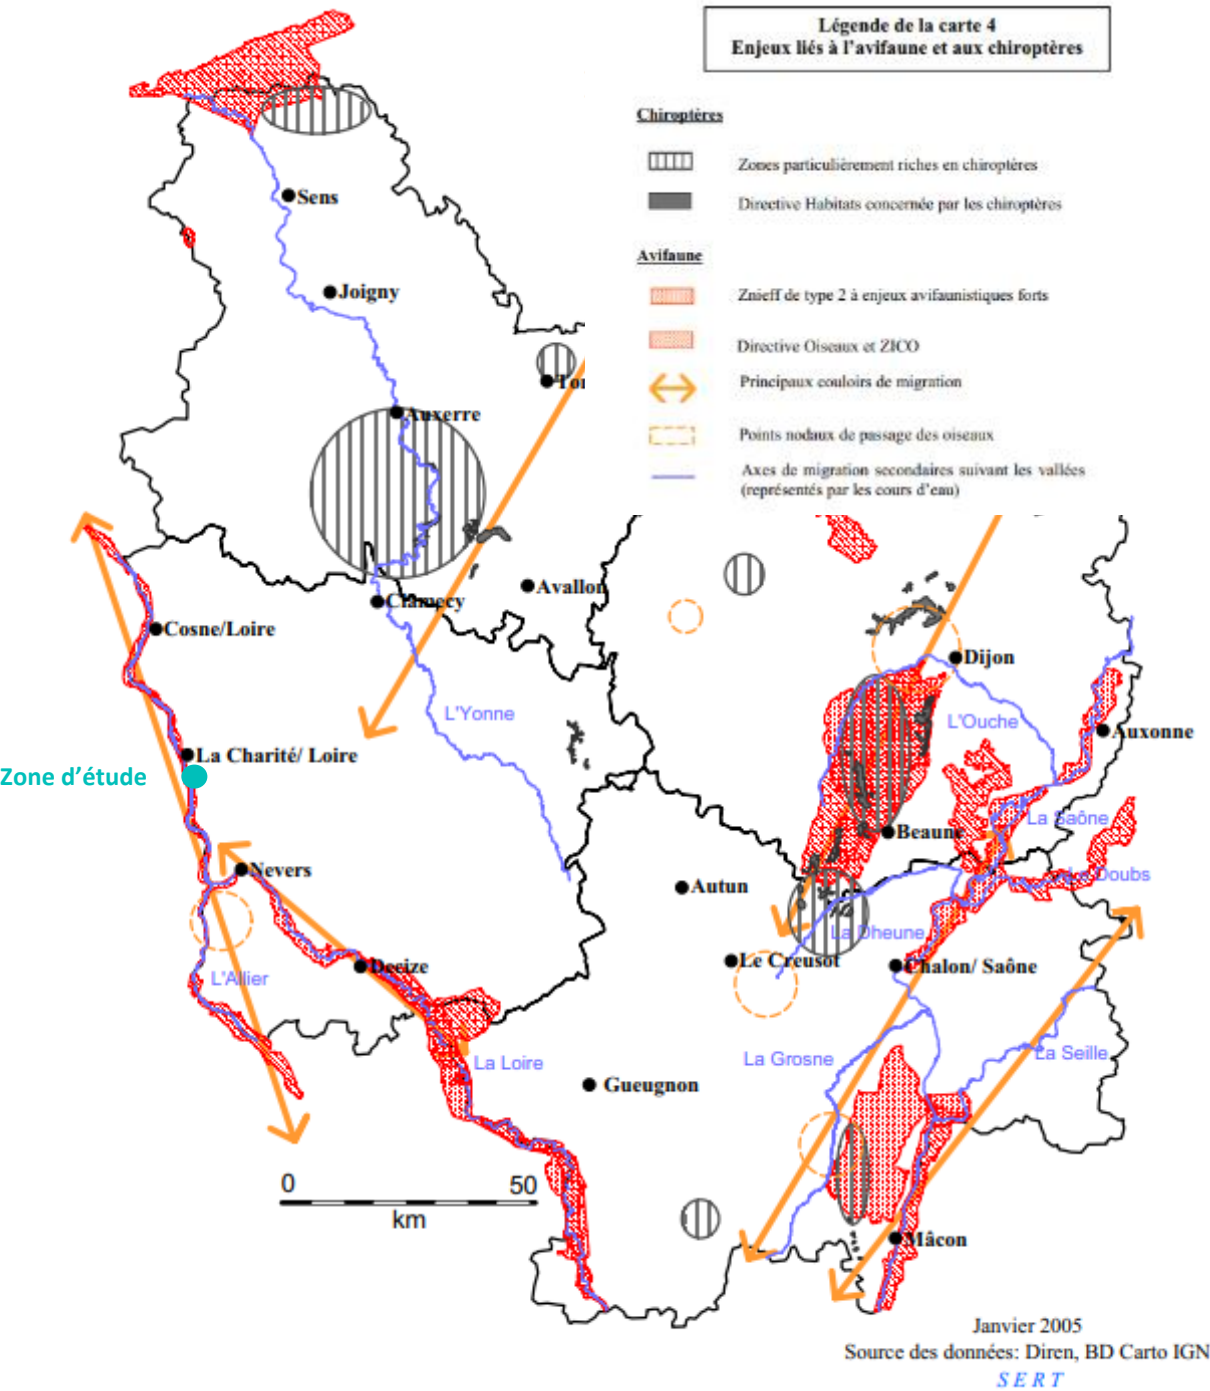 Légende de la carte 4
Enjeux liés à l'avifaune et aux chiroptères
Chiroptères
Zones particulièrement riches en chiroptères
Directive Habitats concernée par les chiroptères
Avifaune
Znieff de type 2 à enjeux avifaunistiques forts
Directive Oiseaux et ZICO
Principaux couloirs de migration
Points nodaux de passage des oiseaux
Axes de migration secondaires suivant les vallées
(représentés par les cours d'eau)
Sens
Joigny
Auxerre
Avallon
Clamecy
Cosne/Loire
Dijon
L'Yonne
L'Ouche
Auxonne
La Charité/ Loire
Zone d'étude
La Saône
Beaune
Nevers
Le Doubs
Autun
La Dheune
Le Creusot
Decize
Chalon/ Saône
L'Allier
La Loire
La Grosne
La Seille
Gueugnon
0 50
km
Mâcon
Janvier 2005
Source des données: Diren, BD Carto IGN
S E R T